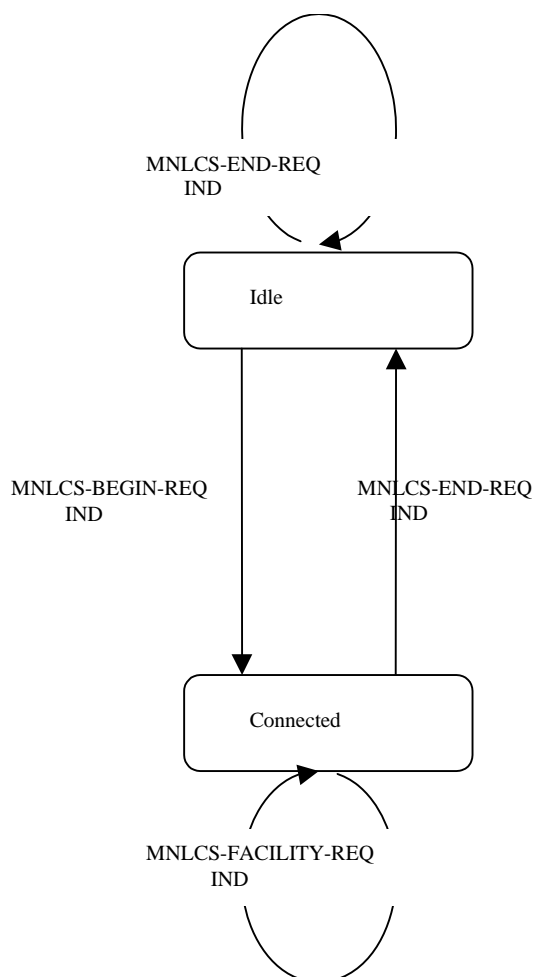 MNLCS-END-REQ
IND
Idle
MNLCS-BEGIN-REQ
IND
MNLCS-END-REQ
IND
Connected
MNLCS-FACILITY-REQ
IND